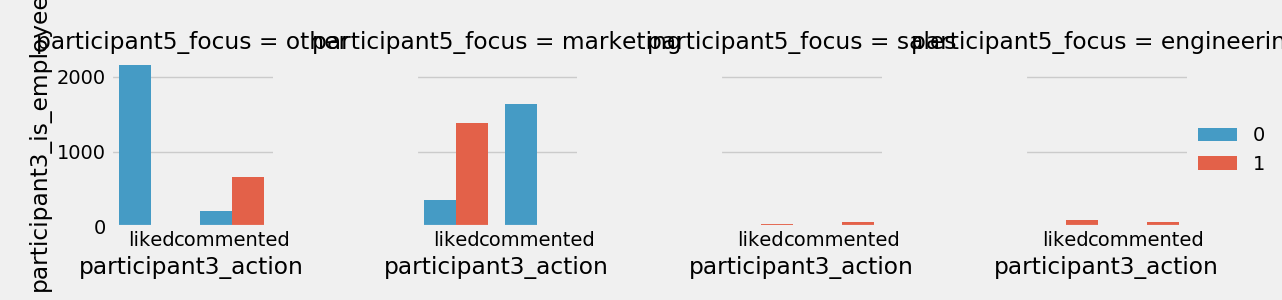 participant5_focus = other
participant5_focus = marketing
participant5_focus = sales
participant5_focus = engineerin
participant3_is_employee
2000
1000
0
liked commented
liked commented
liked commented
liked commented
participant3_action
participant3_action
participant3_action
participant3_action
0
1